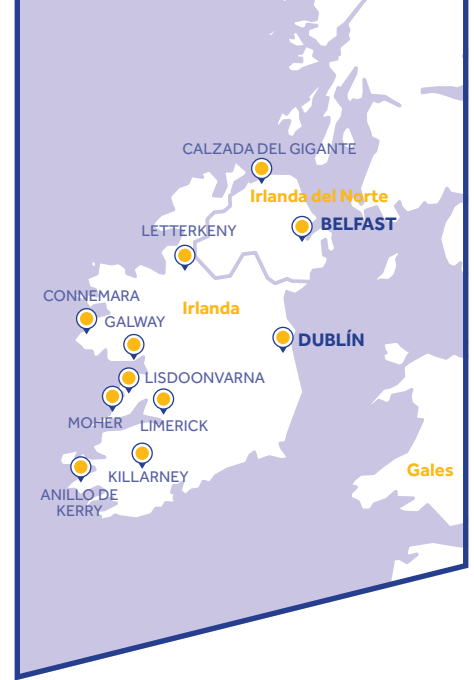 CALZADA DEL GIGANTE
Irlanda del Norte
BELFAST
LETTERKENY
CONNEMARA
Irlanda
GALWAY
DUBLÍN
LISDOONVARNA
MOHER
LIMERICK
Gales
KILLARNEY
ANILLO DE
KERRY